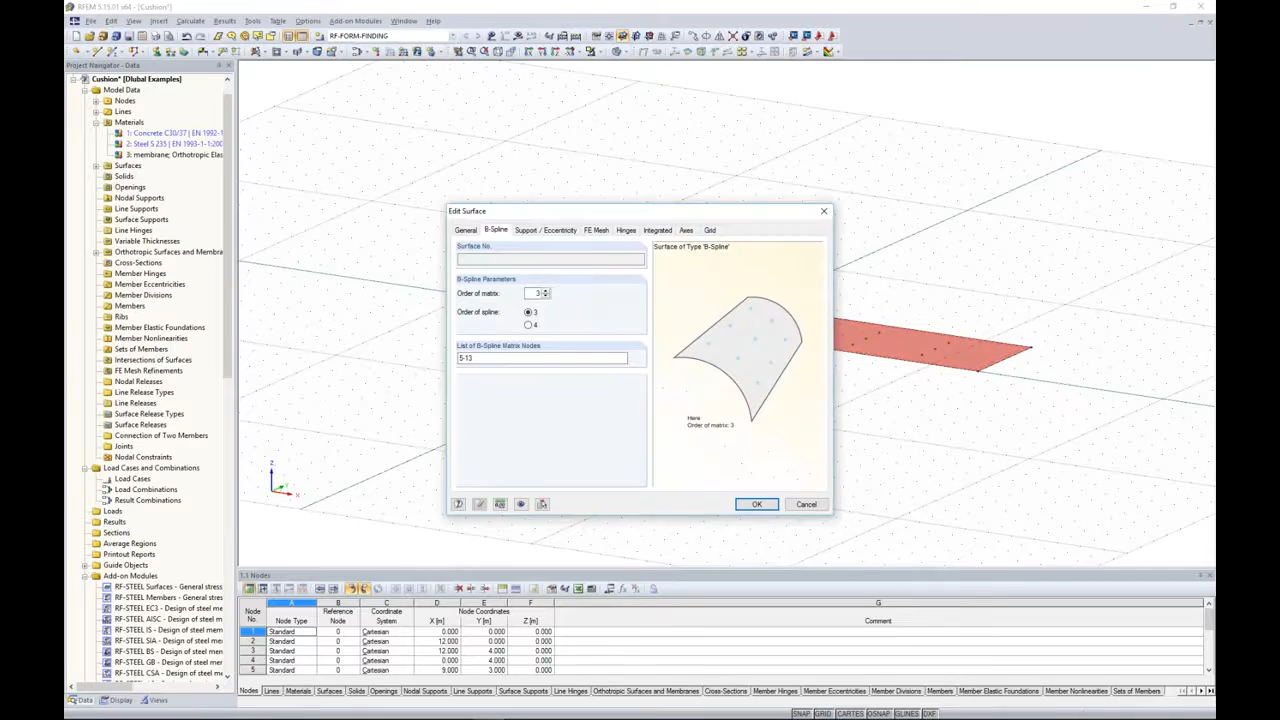 RFEM 5.15.01 x64 - [Cushion*]
File Edit View Insert Calculate Results Tools Table Options Add-on Modules Window Help
RF-FORM-FINDING
Project Navigator - Data
Cushion* [Dlubal Examples]
Model Data
Nodes
Lines
Materials
1: Concrete C30/37 | EN 1992-1
2: Steel S 235 | EN 1993-1-1:200
3: membrane; Orthotropic Elas
Surfaces
Solids
Openings
Nodal Supports
Line Supports
Surface Supports
Line Hinges
Variable Thicknesses
Orthotropic Surfaces and Membra
Cross-Sections
Member Hinges
Member Eccentricities
Member Divisions
Members
Ribs
Member Elastic Foundations
Member Nonlinearities
Sets of Members
Intersections of Surfaces
FE Mesh Refinements
Nodal Releases
Line Release Types
Line Releases
Surface Release Types
Surface Releases
Connection of Two Members
Joints
Nodal Constraints
Load Cases and Combinations
Load Cases
Load Combinations
Result Combinations
Loads
Results
Sections
Average Regions
Printout Reports
Guide Objects
Add-on Modules
RF-STEEL Surfaces - General stress
RF-STEEL Members - General stress
RF-STEEL EC3 - Design of steel mem
RF-STEEL AISC - Design of steel me
RF-STEEL IS - Design of steel mem
RF-STEEL SIA - Design of steel mem
RF-STEEL BS - Design of steel mem
RF-STEEL GB - Design of steel mem
RF-STEEL CSA - Design of steel me
Data Display Views
Edit Surface
General B-Spline Support / Eccentricity FE Mesh Hinges Integrated Axes Grid
Surface No.
B-Spline Parameters
Order of matrix: 3
Order of spline: 3
4
List of B-Spline Matrix Nodes
5-13
Surface of Type 'B-Spline'
Here
Order of matrix: 3
OK Cancel
Z
Y
X
1.1 Nodes
A B C D E F G
Node No. Node Type Reference Node Coordinate System Node Coordinates X [m] Y [m] Z [m] Comment
1 Standard 0 Cartesian 0.000 0.000 0.000
2 Standard 0 Cartesian 12.000 0.000 0.000
3 Standard 0 Cartesian 12.000 4.000 0.000
4 Standard 0 Cartesian 0.000 4.000 0.000
5 Standard 0 Cartesian 9.000 3.000 0.000
Nodes Lines Materials Surfaces Solids Openings Nodal Supports Line Supports Surface Supports Line Hinges Orthotropic Surfaces and Membranes Cross-Sections Member Hinges Member Eccentricities Member Divisions Members Member Elastic Foundations Member Nonlinearities Sets of Members
SNAP GRID CARTES OSNAP GLINES DXF